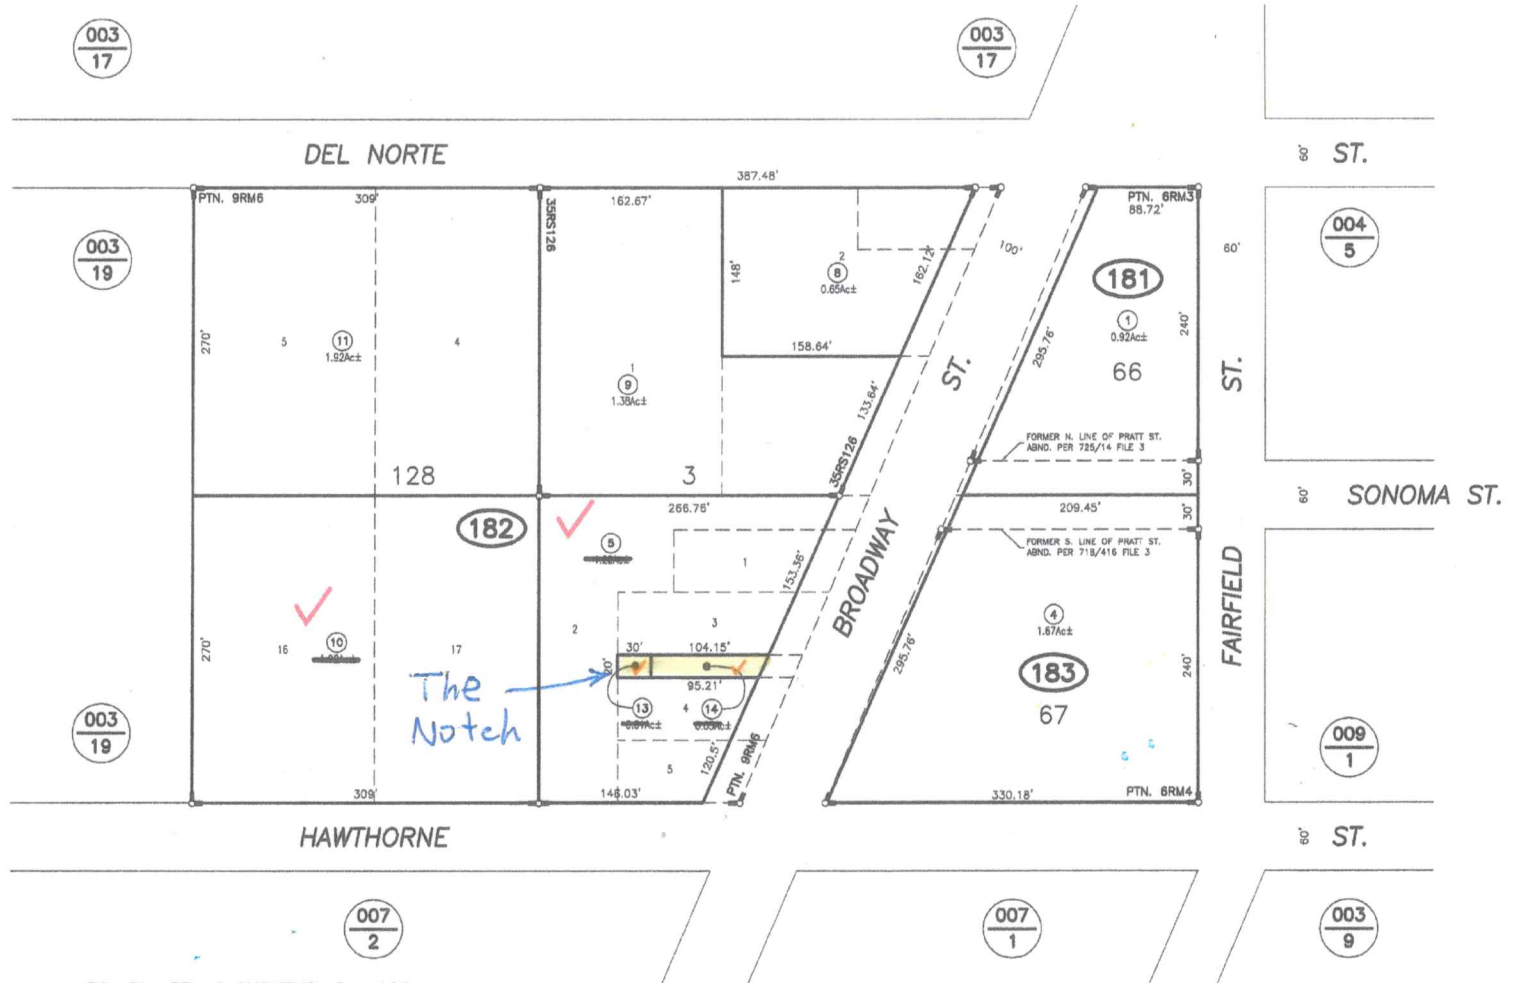 003
17
003
17
DEL NORTE
60' ST.
387.48'
PTN. 9RM6
309'
35RS126
162.67'
PTN. 6RM3
88.72'
003
19
004
5
100'
60'
148'
2
8
0.65Ac±
162.12'
181
1
0.92Ac±
66
240'
295.76'
270'
5
11
1.92Ac±
4
158.64'
1
9
1.38Ac±
133.64'
ST.
ST.
FORMER N. LINE OF PRATT ST.
ABND. PER 725/14 FILE 3
35RS126
128
3
30'
60' SONOMA ST.
182
266.76'
209.45'
30'
5
1
153.36'
BROADWAY
FORMER S. LINE OF PRATT ST.
ABND. PER 718/416 FILE 3
FAIRFIELD
270'
16
10
17
2
3
4
1.67Ac±
295.76'
183
240'
67
30'
104.15'
20'
95.21'
The
Notch
13
4
14
003
19
009
1
5
120.5'
PTN. 9RM6
309'
148.03'
330.18'
PTN. 6RM4
HAWTHORNE
60' ST.
007
2
007
1
003
9